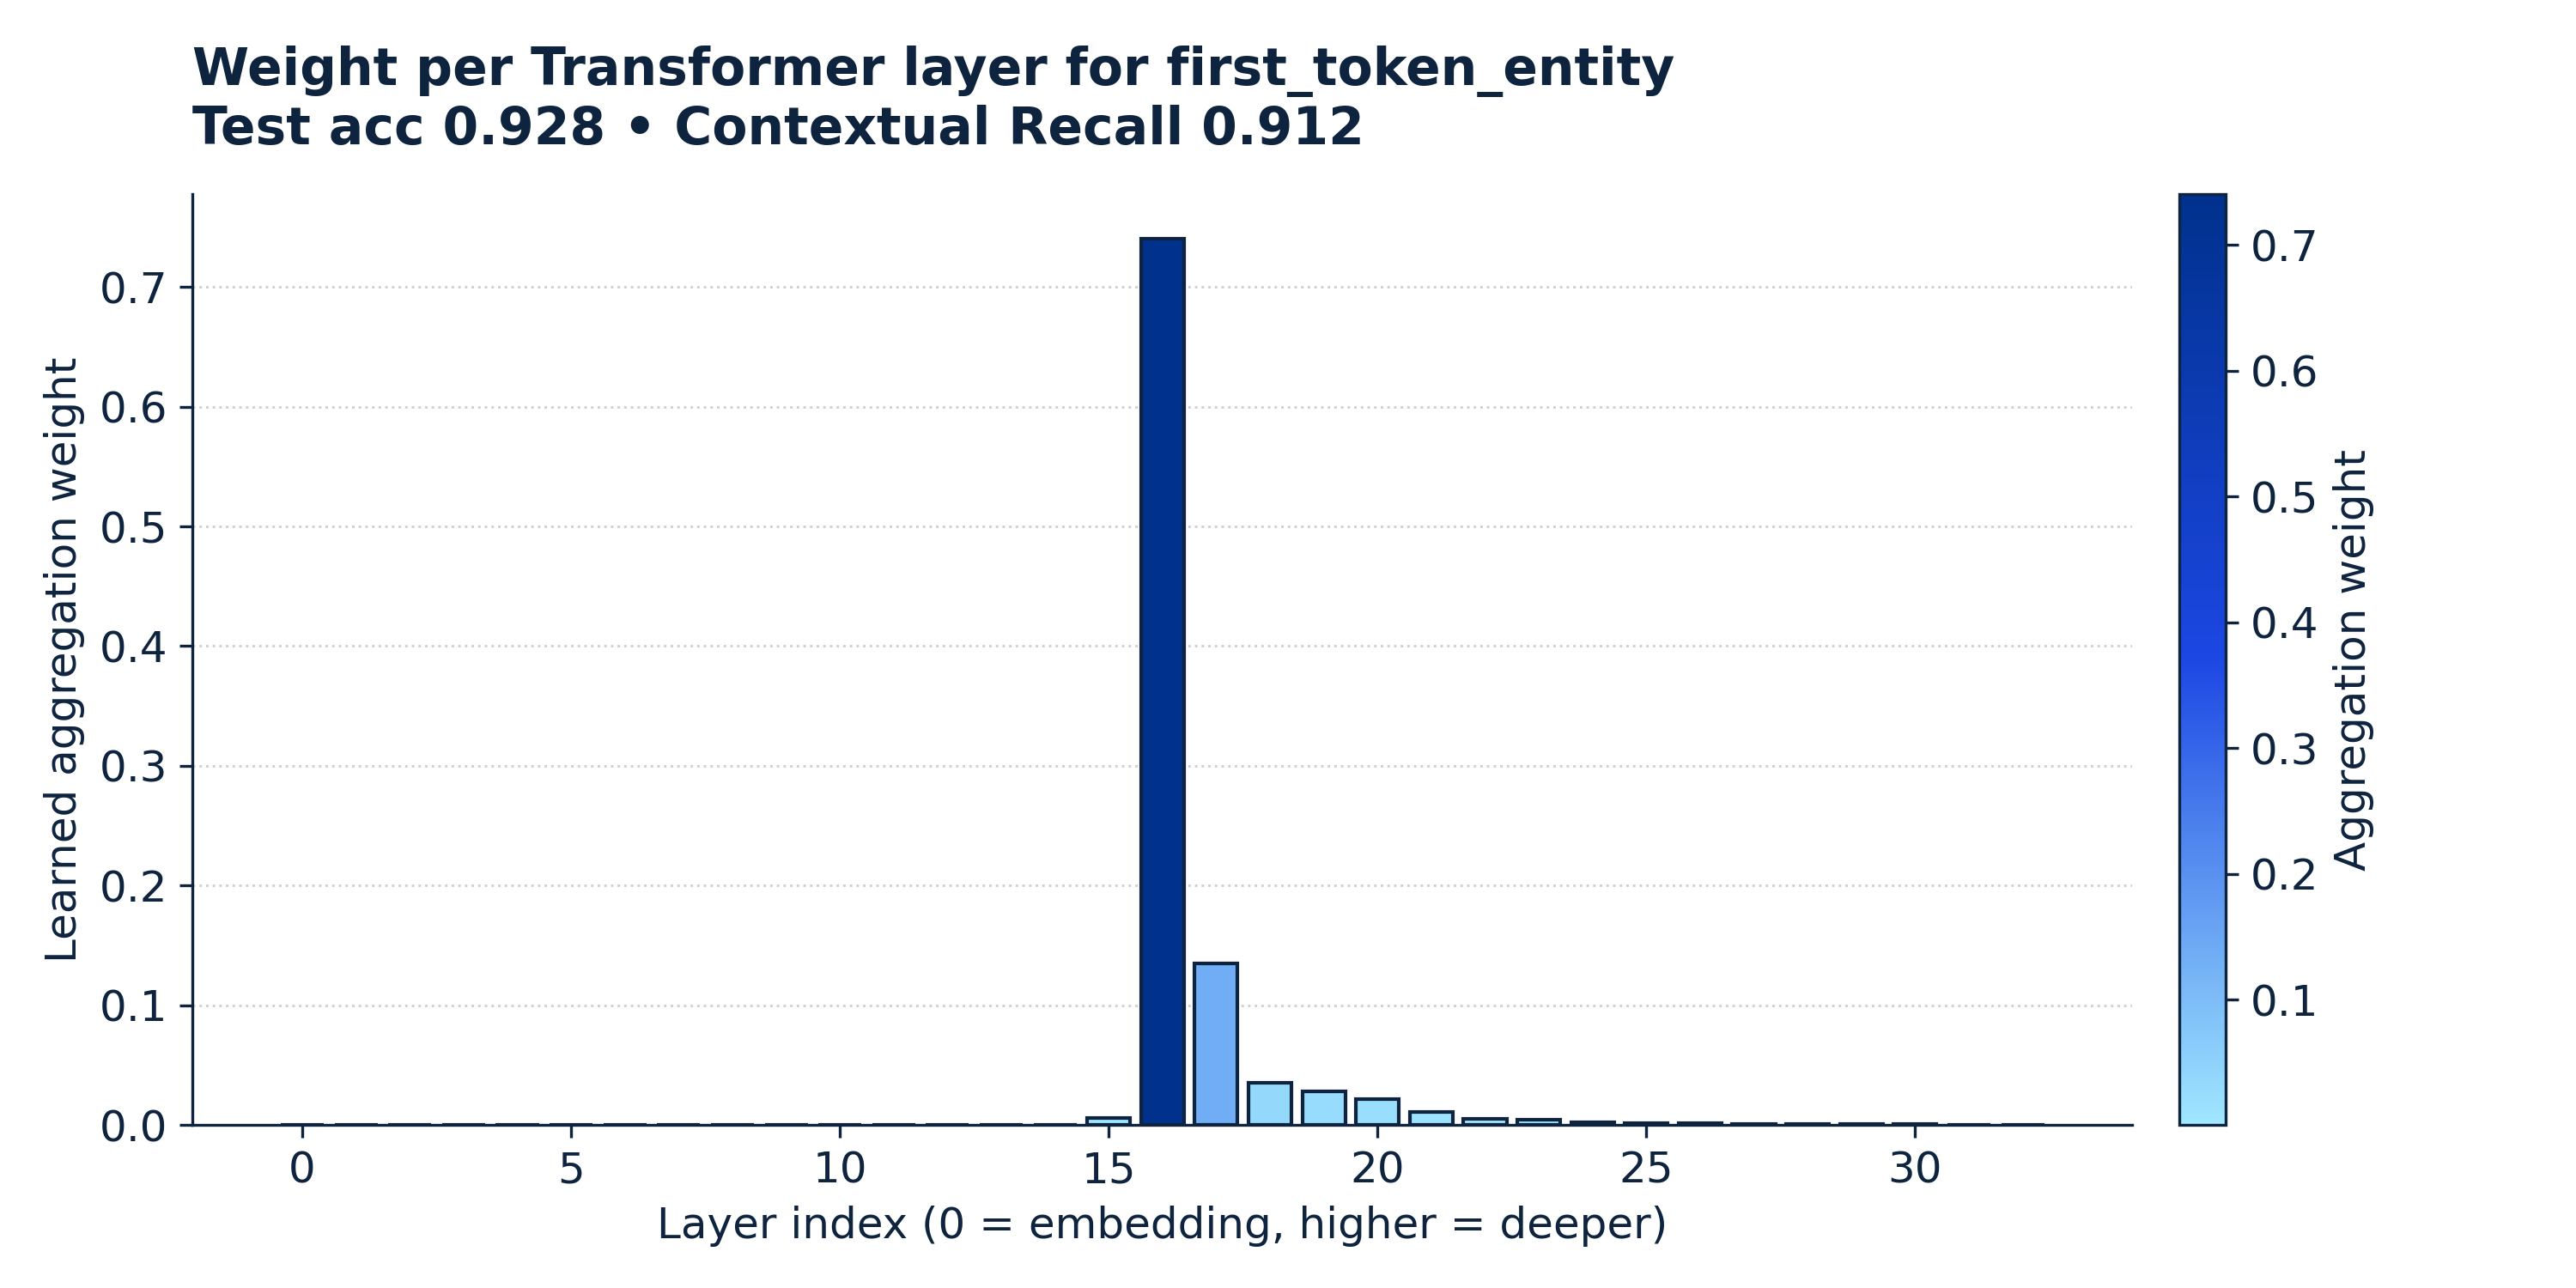 Weight per Transformer layer for first_token_entity
Test acc 0.928 • Contextual Recall 0.912
Learned aggregation weight
0.7
0.6
0.5
0.4
0.3
0.2
0.1
0.0
0 5 10 15 20 25 30
Layer index (0 = embedding, higher = deeper)
0.7
0.6
0.5
0.4
0.3
0.2
0.1
Aggregation weight